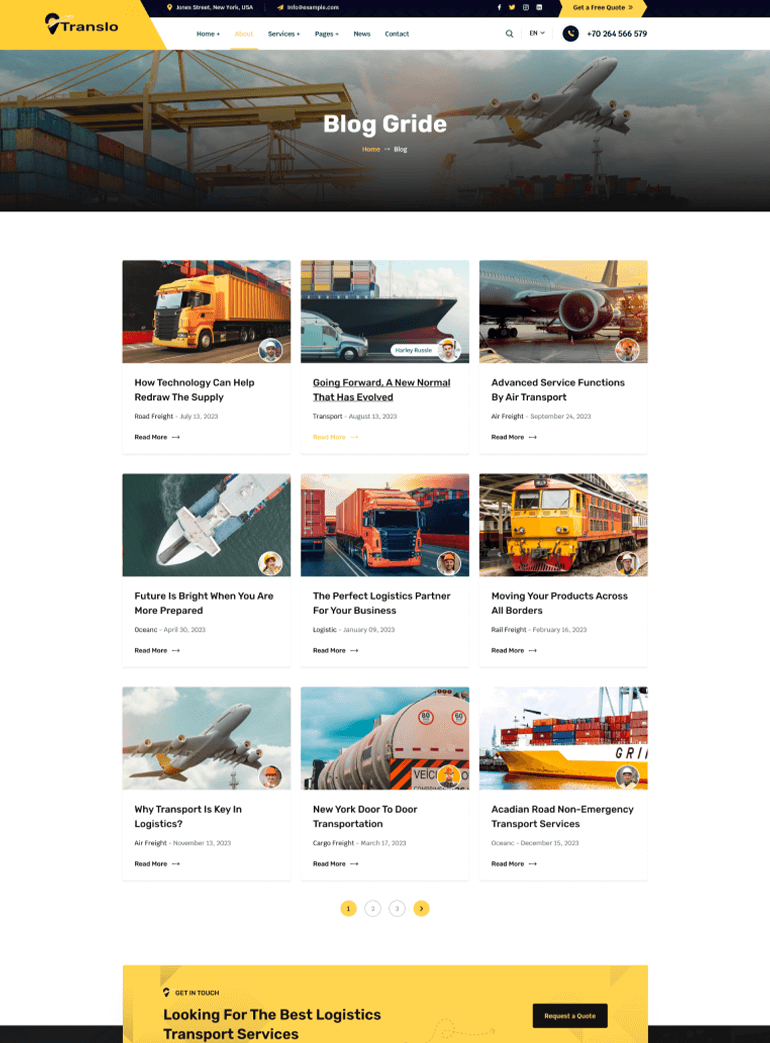 Translo
Jones Street, New York, USA
Info@example.com
Get a Free Quote
Home +
About
Services +
Pages +
News
Contact
EN
+70 264 566 579
Blog Gride
Home → Blog
Harley Russle
How Technology Can Help
Redraw The Supply
Road Freight - July 13, 2023
Read More
Going Forward, A New Normal
That Has Evolved
Transport - August 13, 2023
Read More
Advanced Service Functions
By Air Transport
Air Freight - September 24, 2023
Read More
Future Is Bright When You Are
More Prepared
Oceanc - April 30, 2023
Read More
The Perfect Logistics Partner
For Your Business
Logistic - January 09, 2023
Read More
Moving Your Products Across
All Borders
Rail Freight - February 16, 2023
Read More
80
60
VEÍC
GRI
Why Transport Is Key In
Logistics?
Air Freight - November 13, 2023
Read More
New York Door To Door
Transportation
Cargo Freight - March 17, 2023
Read More
Acadian Road Non-Emergency
Transport Services
Oceanc - December 15, 2023
Read More
1
2
3
GET IN TOUCH
Looking For The Best Logistics
Transport Services
Request a Quote